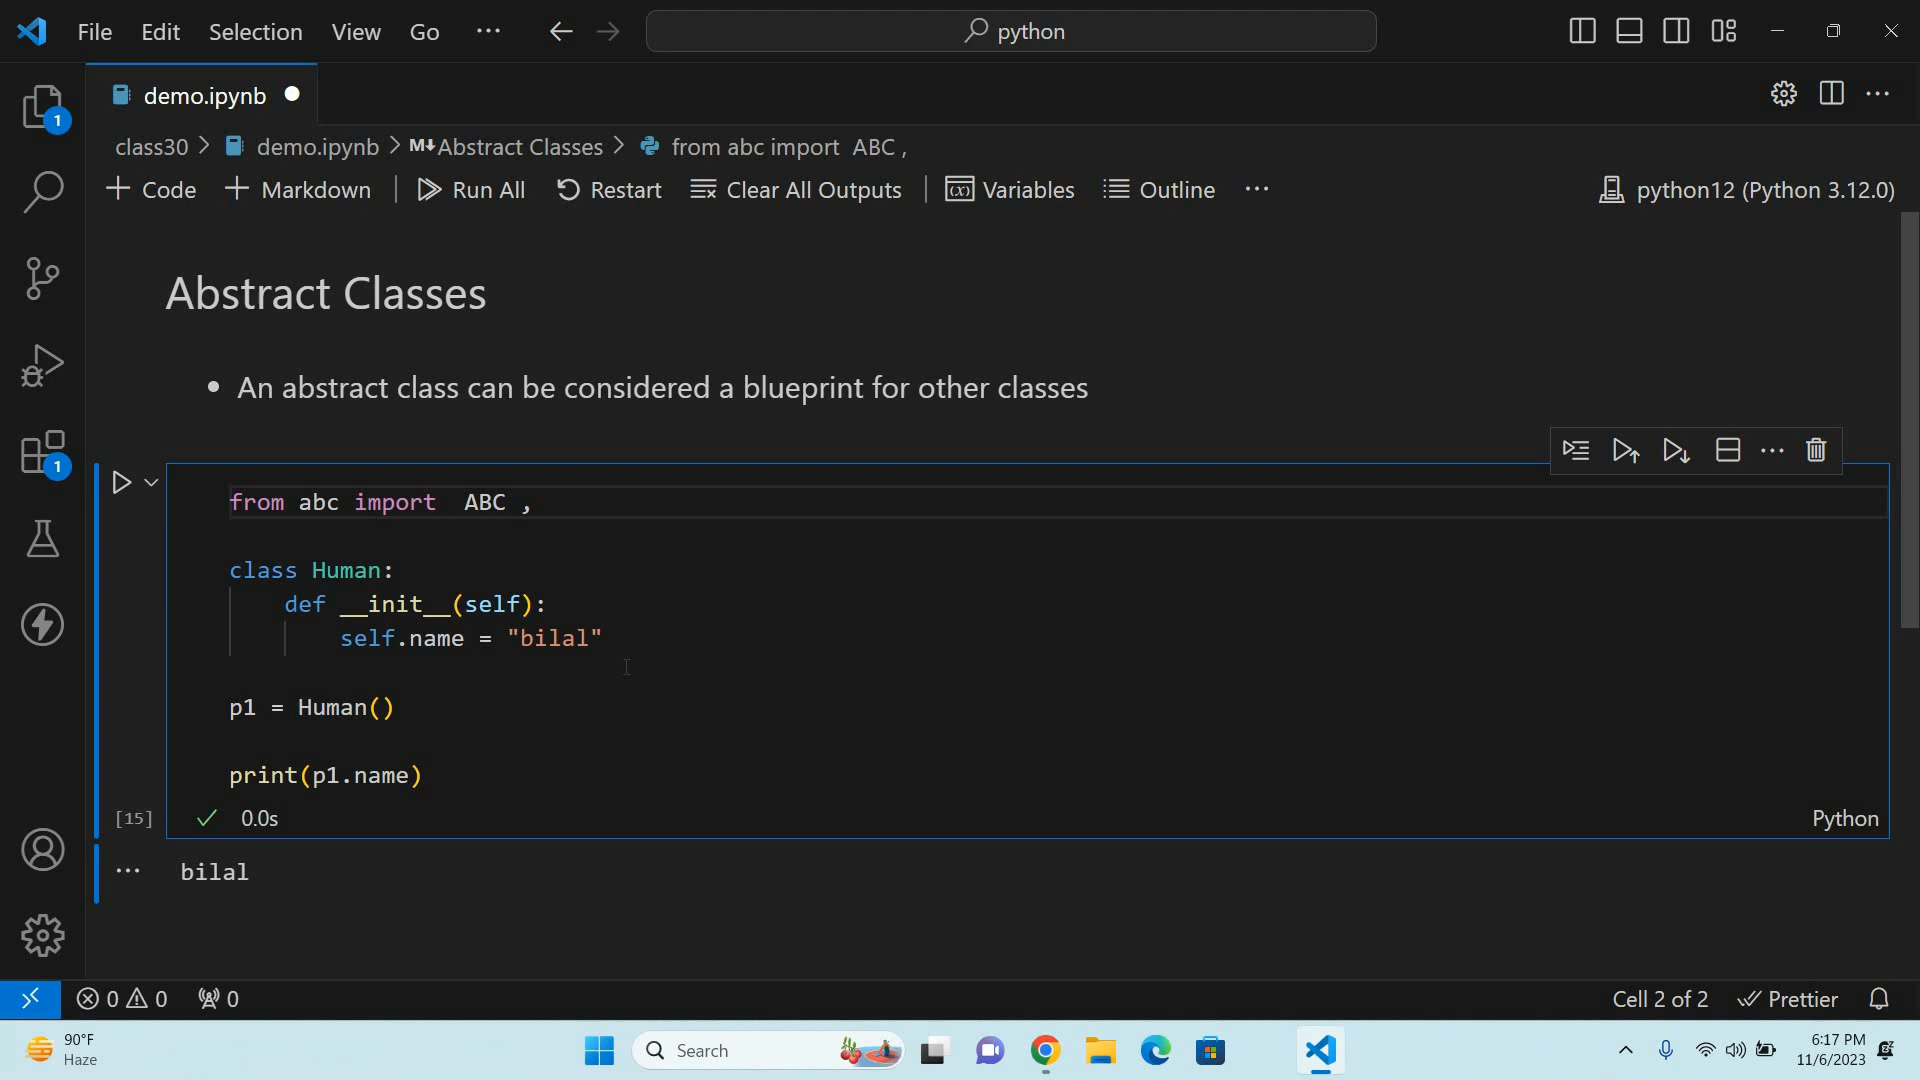 File Edit Selection View Go ··· python
demo.ipynb
class30 > demo.ipynb > M↓Abstract Classes > from abc import ABC ,
+ Code + Markdown | Run All Restart Clear All Outputs | (x) Variables Outline ··· python12 (Python 3.12.0)
Abstract Classes
• An abstract class can be considered a blueprint for other classes
from abc import  ABC ,
class Human:
    def __init__(self):
        self.name = "bilal"
p1 = Human()
print(p1.name)
[15] ✓ 0.0s Python
··· bilal
1
1
0 0 0 Cell 2 of 2 Prettier
90°F
Haze
Search
6:17 PM
11/6/2023